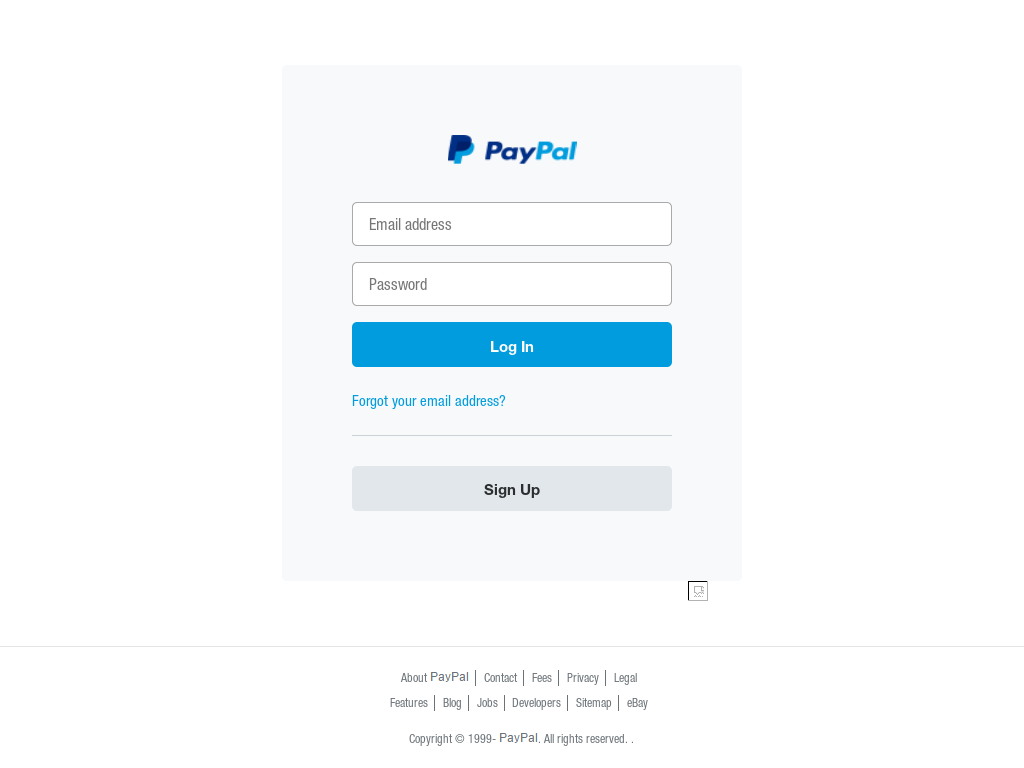 PayPal
Email address
Password
Log In
Forgot your email address?
Sign Up
About PayPal Contact Fees Privacy Legal
Features Blog Jobs Developers Sitemap eBay
Copyright © 1999- PayPal. All rights reserved. .